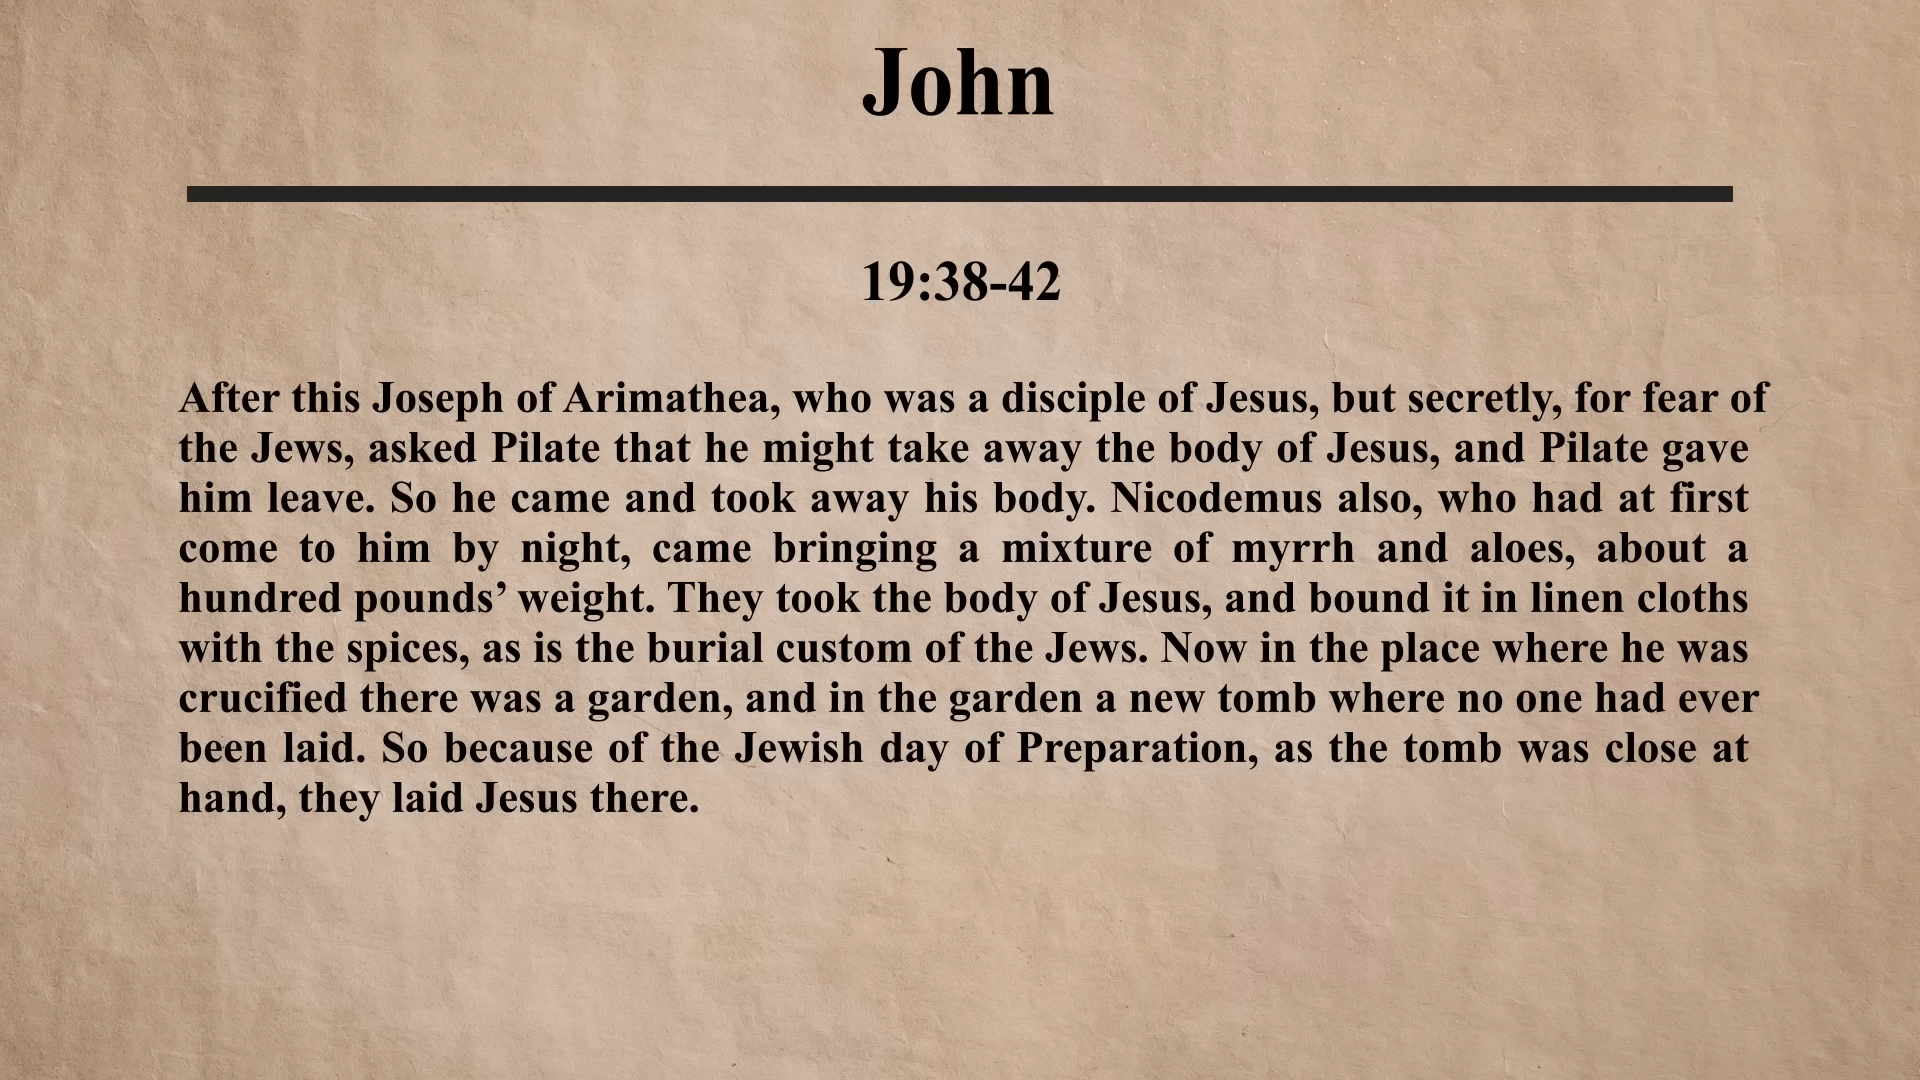 John
19:38-42
After this Joseph of Arimathea, who was a disciple of Jesus, but secretly, for fear of
the Jews, asked Pilate that he might take away the body of Jesus, and Pilate gave
him leave. So he came and took away his body. Nicodemus also, who had at first
come to him by night, came bringing a mixture of myrrh and aloes, about a
hundred pounds’ weight. They took the body of Jesus, and bound it in linen cloths
with the spices, as is the burial custom of the Jews. Now in the place where he was
crucified there was a garden, and in the garden a new tomb where no one had ever
been laid. So because of the Jewish day of Preparation, as the tomb was close at
hand, they laid Jesus there.